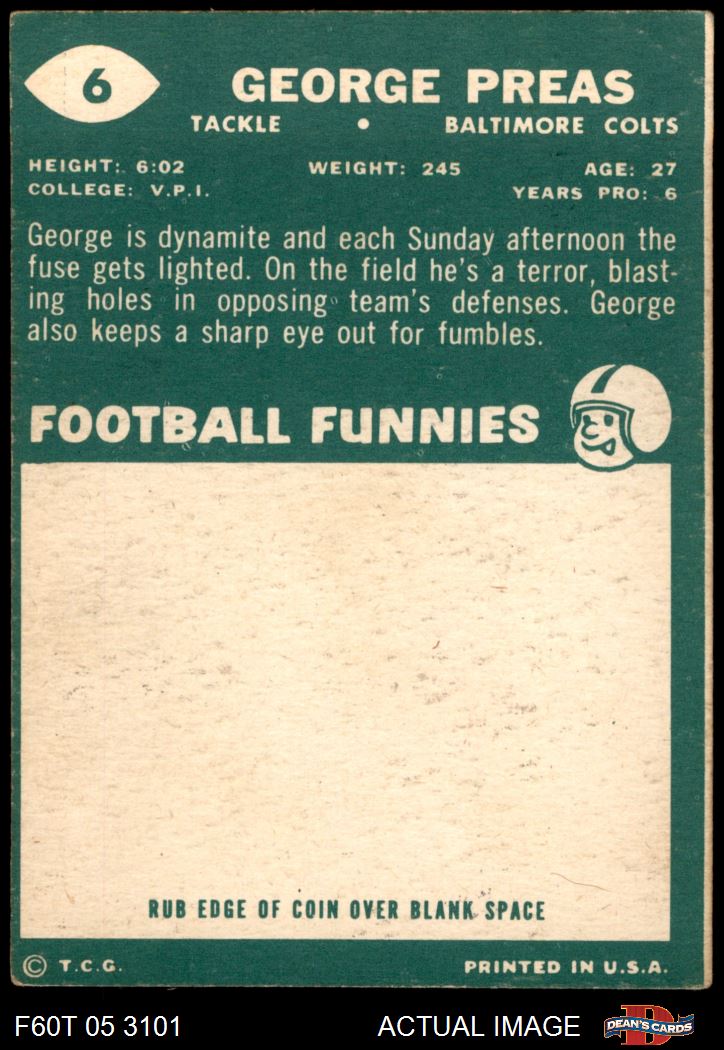 6
GEORGE PREAS
TACKLE • BALTIMORE COLTS
HEIGHT: 6:02 WEIGHT: 245 AGE: 27
COLLEGE: V.P.I. YEARS PRO: 6
George is dynamite and each Sunday afternoon the
fuse gets lighted. On the field he's a terror, blast-
ing holes in opposing team's defenses. George
also keeps a sharp eye out for fumbles.
FOOTBALL FUNNIES
RUB EDGE OF COIN OVER BLANK SPACE
© T.C.G. PRINTED IN U.S.A.
F60T 05 3101 ACTUAL IMAGE D DEAN'S CARDS